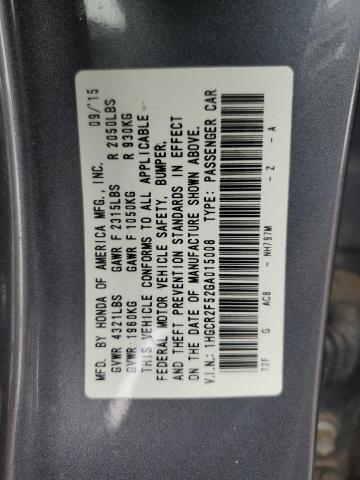 MFD. BY HONDA OF AMERICA MFG., INC. 09/15
GVWR 4321LBS GAWR F 2315LBS R 2050LBS
GVWR 1960KG GAWR F 1050KG R 930KG
THIS VEHICLE CONFORMS TO ALL APPLICABLE
FEDERAL MOTOR VEHICLE SAFETY, BUMPER,
AND THEFT PREVENTION STANDARDS IN EFFECT
ON THE DATE OF MANUFACTURE SHOWN ABOVE.
V.I.N.: 1HGCR2F52GA015008 TYPE: PASSENGER CAR
T2F G AC8 - NH797M - Z - A